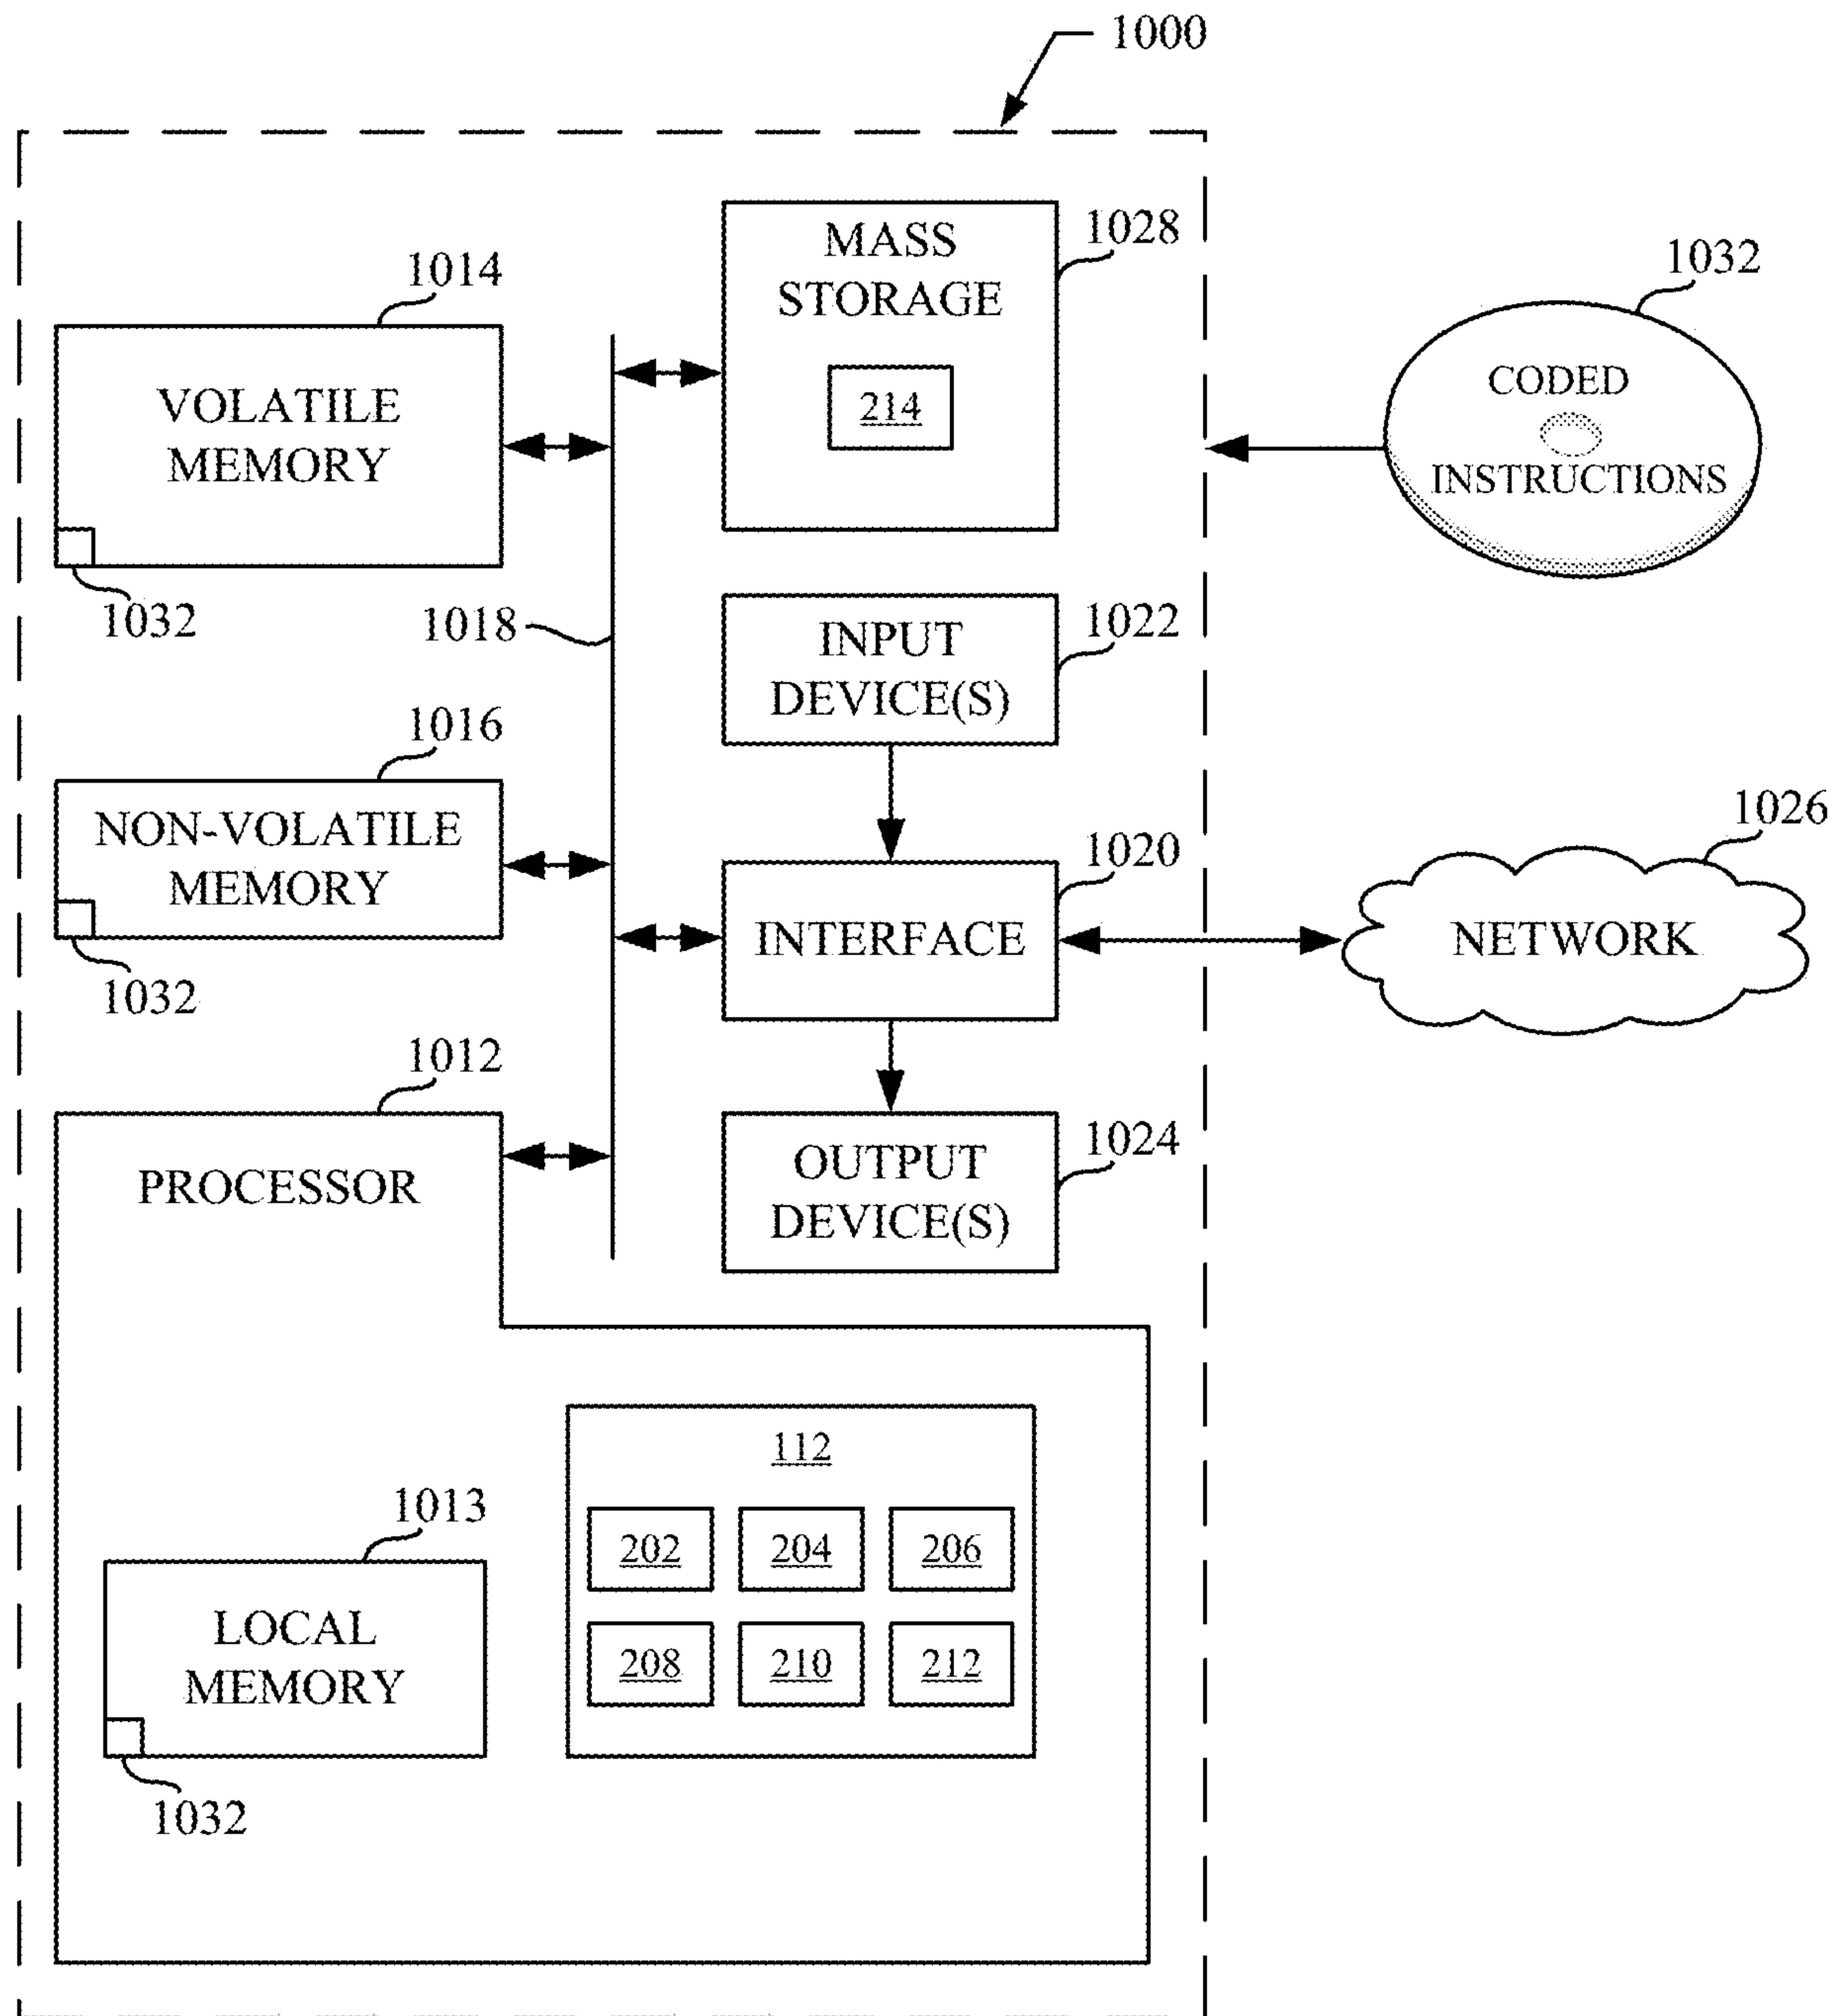 1000
MASS
STORAGE
1028
214
1014
VOLATILE
MEMORY
1032
1032
CODED
INSTRUCTIONS
1018
INPUT
DEVICE(S)
1022
1016
NON-VOLATILE
MEMORY
1032
INTERFACE
1020
1026
NETWORK
1012
PROCESSOR
OUTPUT
DEVICE(S)
1024
112
202 204 206
208 210 212
1013
LOCAL
MEMORY
1032